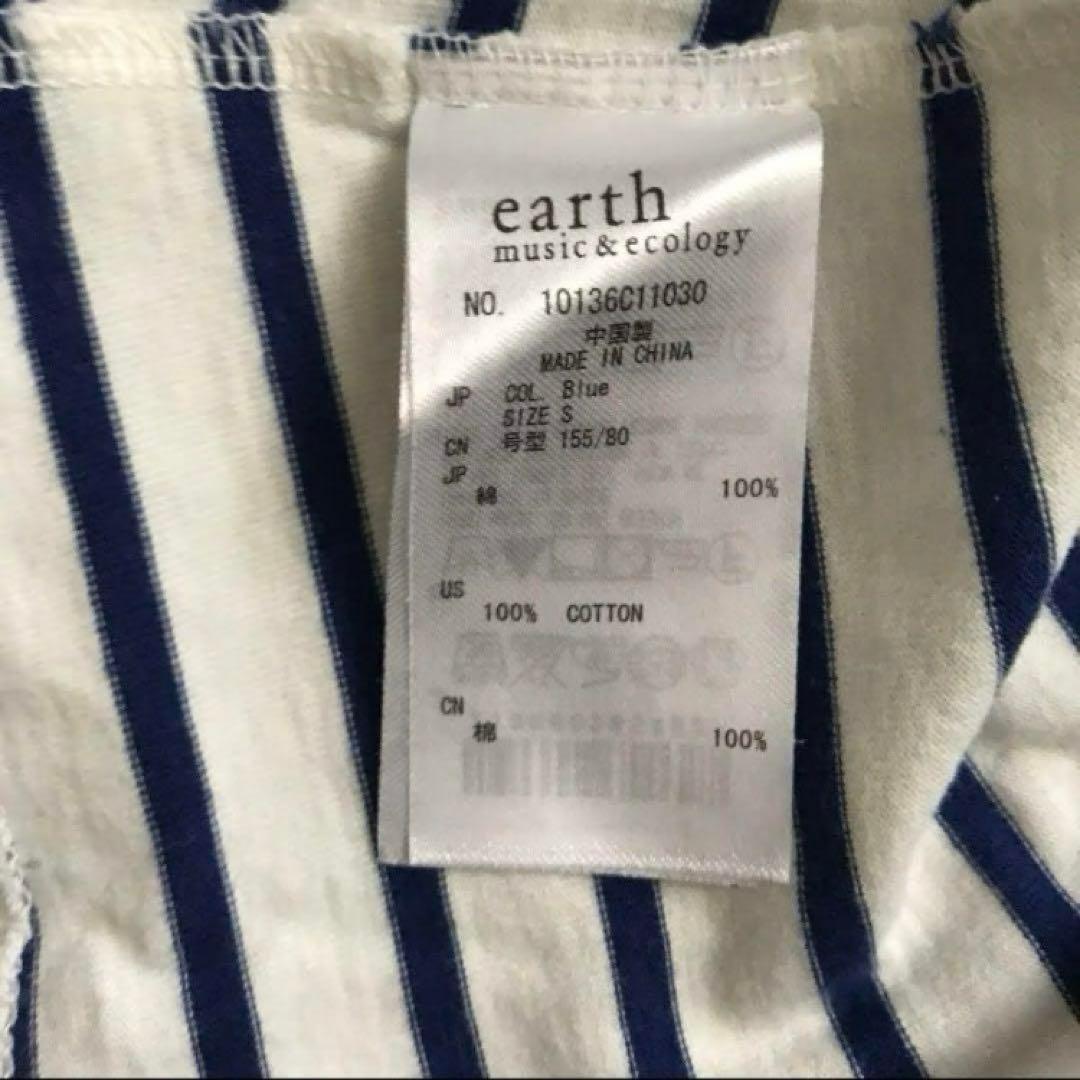 earth
music & ecology
NO. 10136C11030
中国製
MADE IN CHINA
JP COL. Blue
SIZE S
CN 号型 155/80
JP
綿 100%
US
100% COTTON
CN
棉 100%